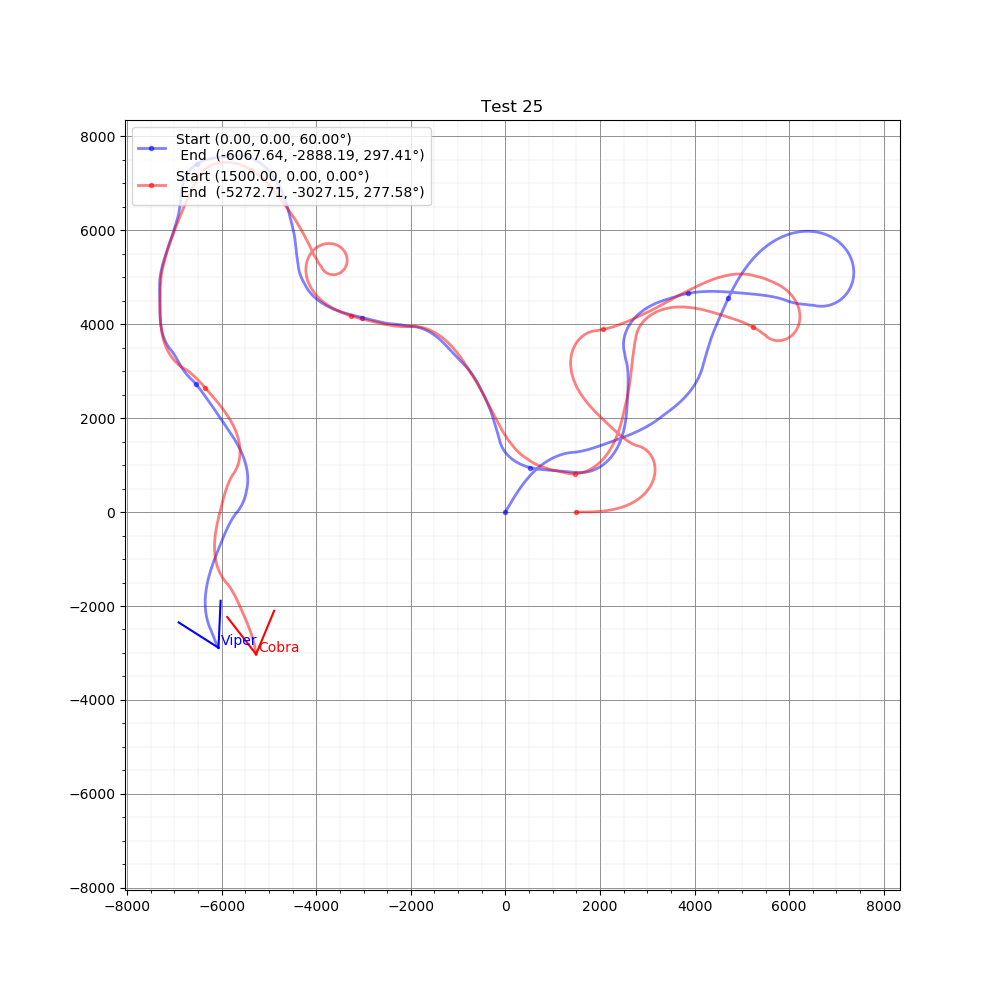 Test 25
Start (0.00, 0.00, 60.00°)
End  (-6067.64, -2888.19, 297.41°)
Start (1500.00, 0.00, 0.00°)
End  (-5272.71, -3027.15, 277.58°)
8000
6000
4000
2000
0
−2000
−4000
−6000
−8000
Viper
Cobra
−8000 −6000 −4000 −2000 0 2000 4000 6000 8000